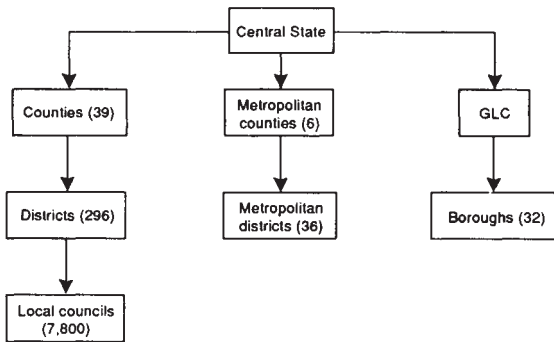 Central State
Counties (39)
Metropolitan
counties (6)
GLC
Districts (296)
Metropolitan
districts (36)
Boroughs (32)
Local councils
(7,800)